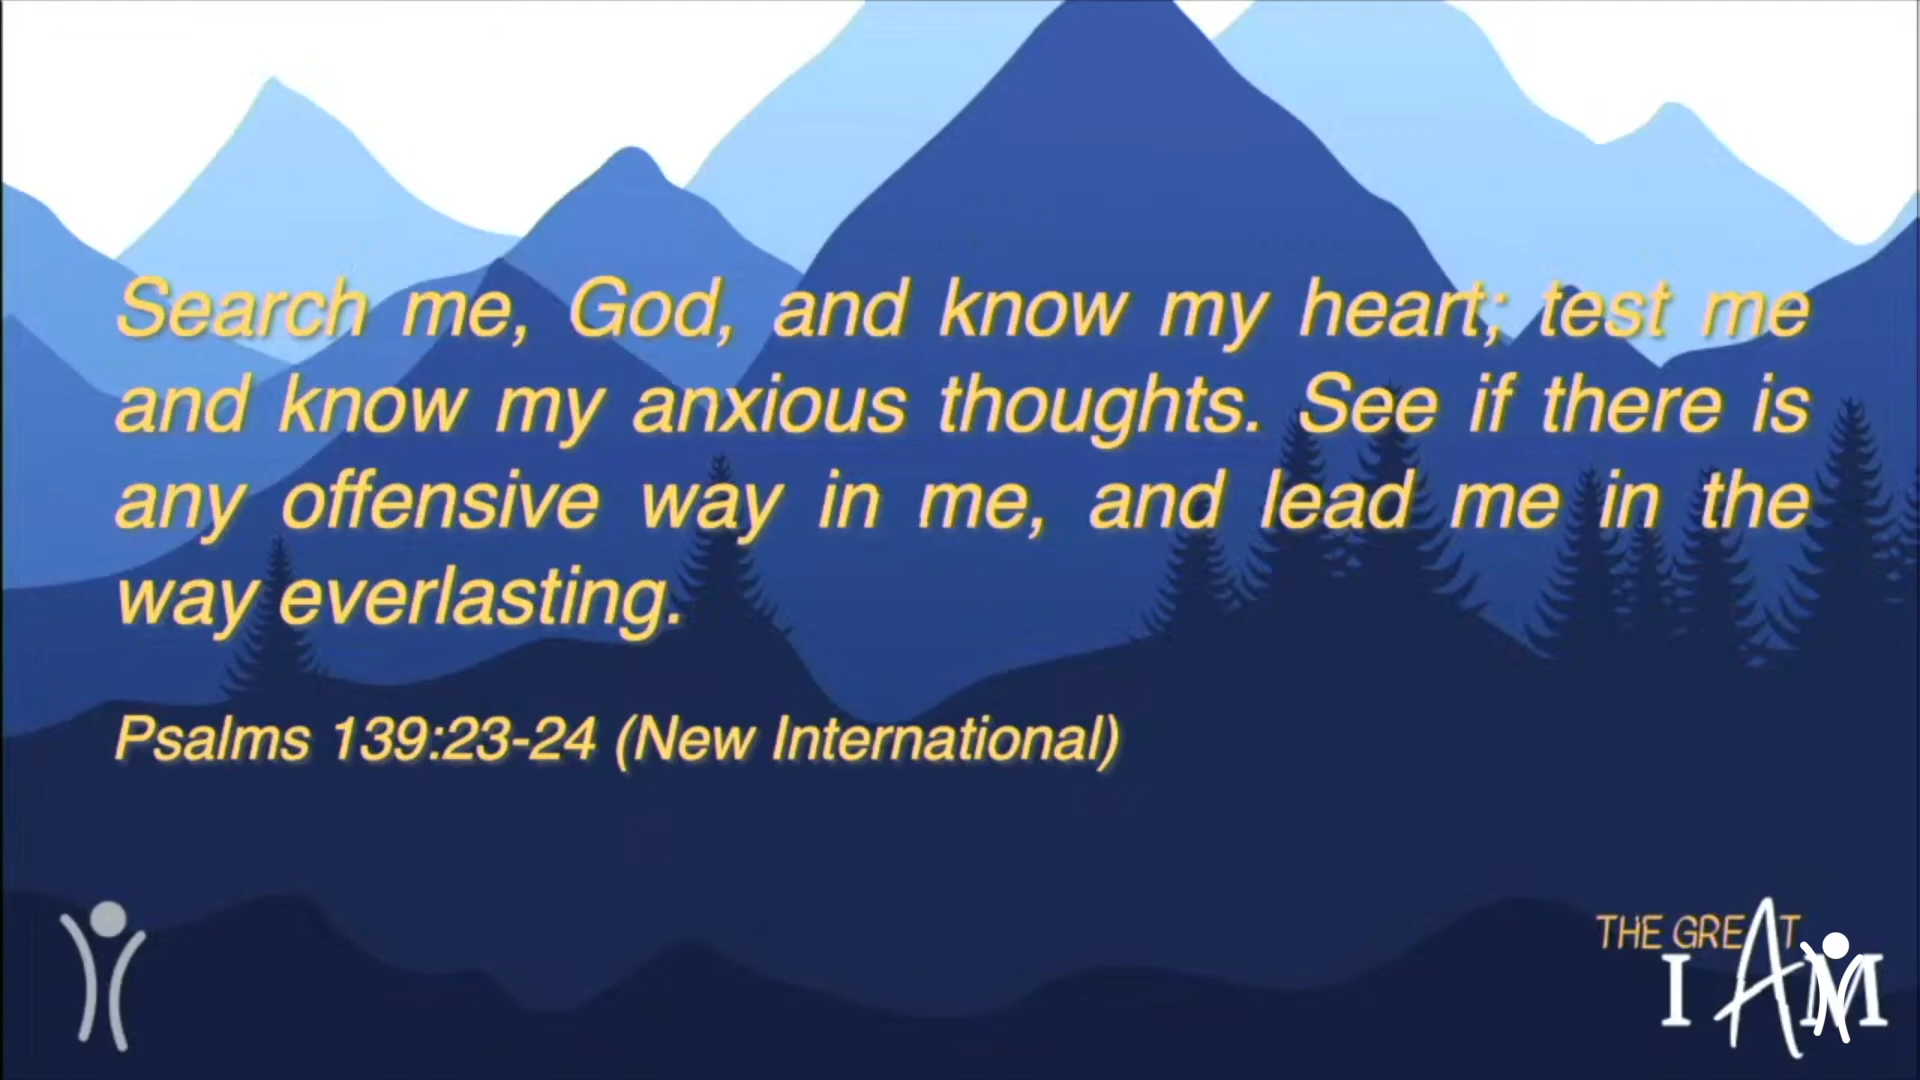 Search me, God, and know my heart; test me
and know my anxious thoughts. See if there is
any offensive way in me, and lead me in the
way everlasting.
Psalms 139:23-24 (New International)
THE GREAT
I AM